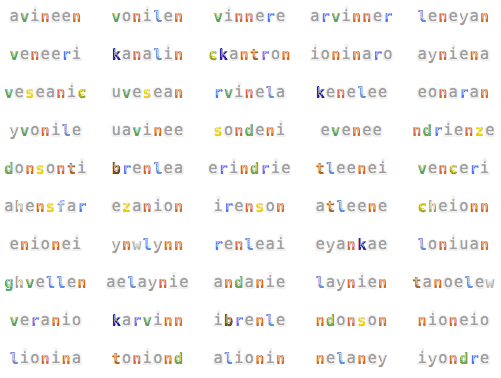 avineen vonilen vinnere arvinner leneyan
veneeri kanalin ckantron ioninaro ayniena
veseanic uvesean rvinela kenelee eonaran
yvonile uavinee sondeni evenee ndrienze
donsonti brenlea erindrie tleenei venceri
ahensfar ezanion irenson atleene cheionn
enionei ynwlynn renleai eyankae loniuan
ghvellen aelaynie andanie laynien tanoelew
veranio karvinn ibrenle ndonson nioneio
lionina toniond alionin nelaney iyondre